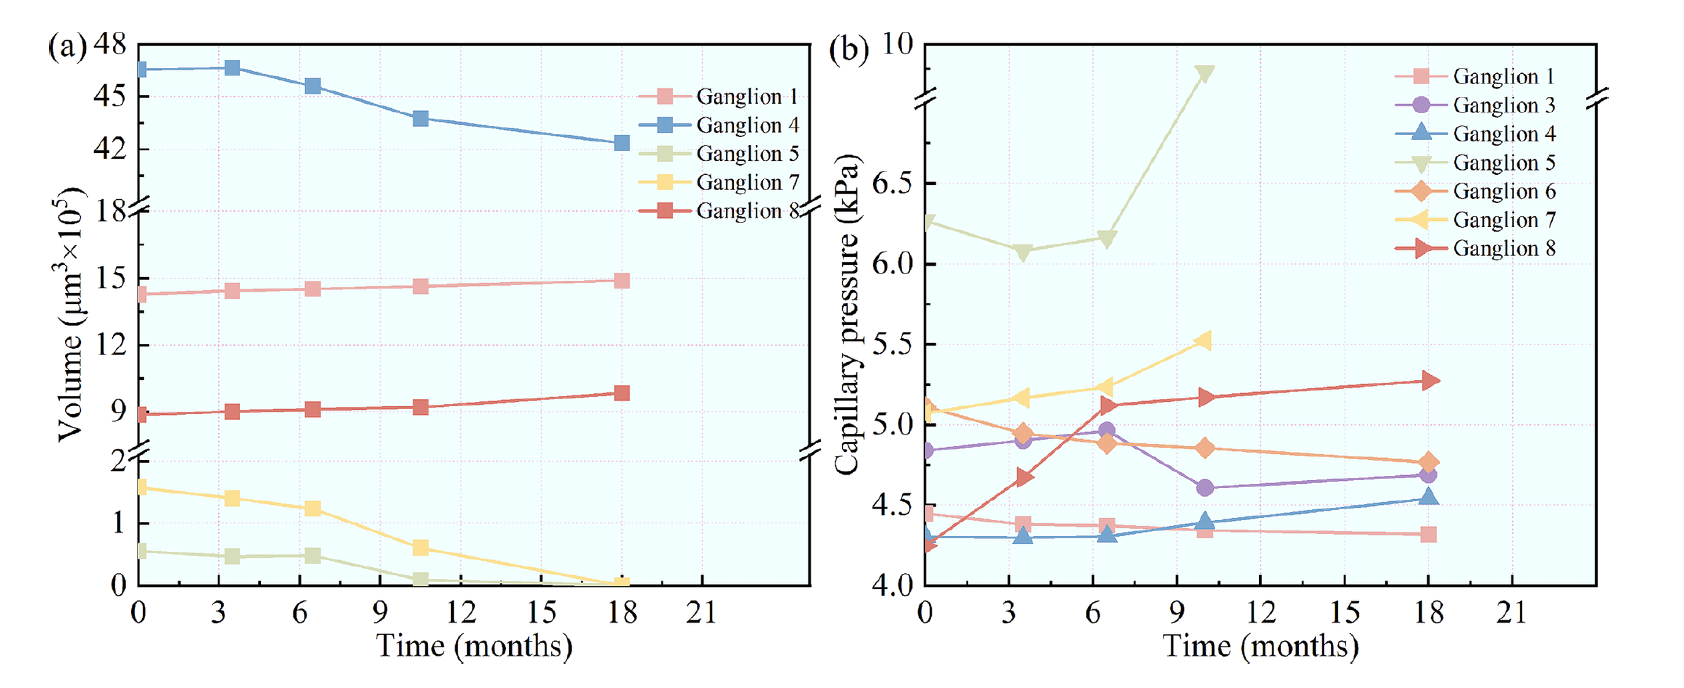 (a)
48
45
42
18
18
15
12
9
2
1
0
Volume (μm³×10⁵)
0 3 6 9 12 15 18 21
Time (months)
Ganglion 1
Ganglion 4
Ganglion 5
Ganglion 7
Ganglion 8
(b)
10
6.5
6.0
5.5
5.0
4.5
4.0
Capillary pressure (kPa)
0 3 6 9 12 15 18 21
Time (months)
Ganglion 1
Ganglion 3
Ganglion 4
Ganglion 5
Ganglion 6
Ganglion 7
Ganglion 8